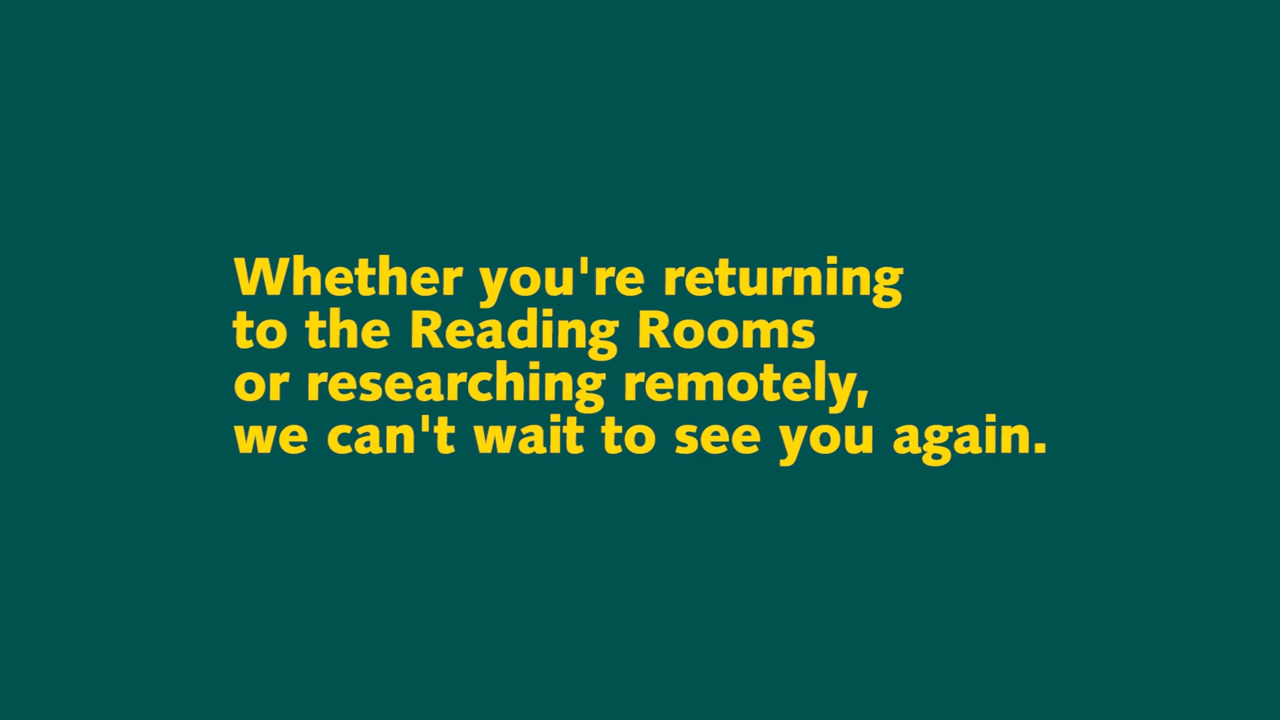 Whether you're returning
to the Reading Rooms
or researching remotely,
we can't wait to see you again.